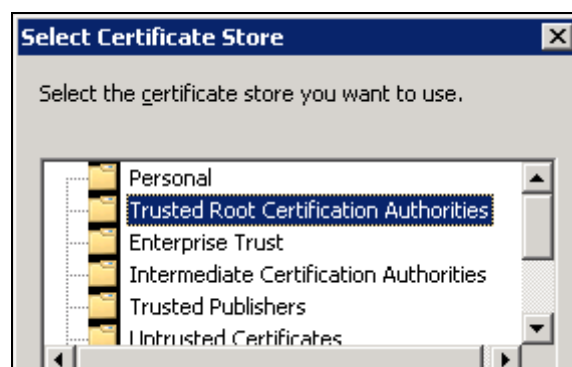 Select Certificate Store
Select the certificate store you want to use.
Personal
Trusted Root Certification Authorities
Enterprise Trust
Intermediate Certification Authorities
Trusted Publishers
Untrusted Certificates